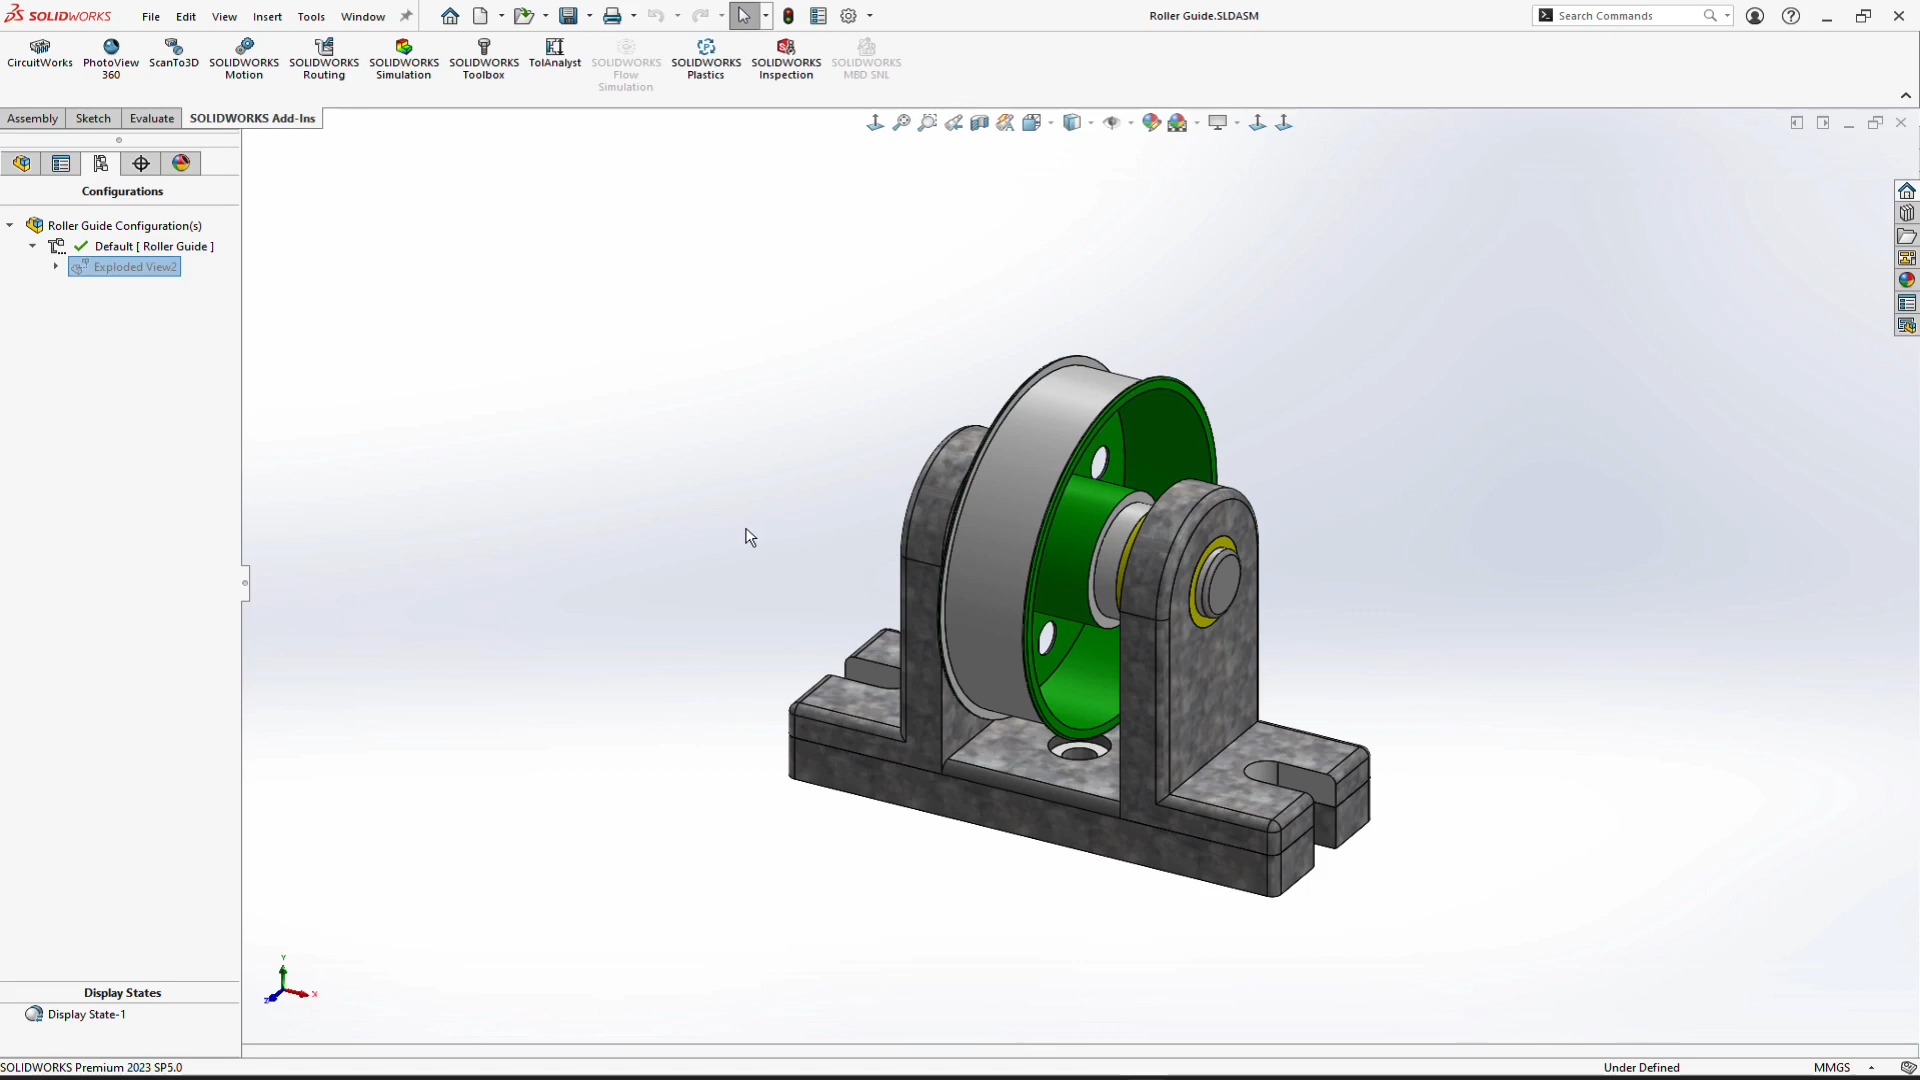 SOLIDWORKS File Edit View Insert Tools Window Roller Guide.SLDASM Search Commands
CircuitWorks PhotoView ScanTo3D SOLIDWORKS SOLIDWORKS SOLIDWORKS SOLIDWORKS TolAnalyst SOLIDWORKS SOLIDWORKS SOLIDWORKS SOLIDWORKS
360 Motion Routing Simulation Toolbox Flow Plastics Inspection MBD SNL
Simulation
Assembly Sketch Evaluate SOLIDWORKS Add-Ins
Configurations
Roller Guide Configuration(s)
Default [ Roller Guide ]
Exploded View2
Y
X
Z
Display States
Display State-1
SOLIDWORKS Premium 2023 SP5.0 Under Defined MMGS